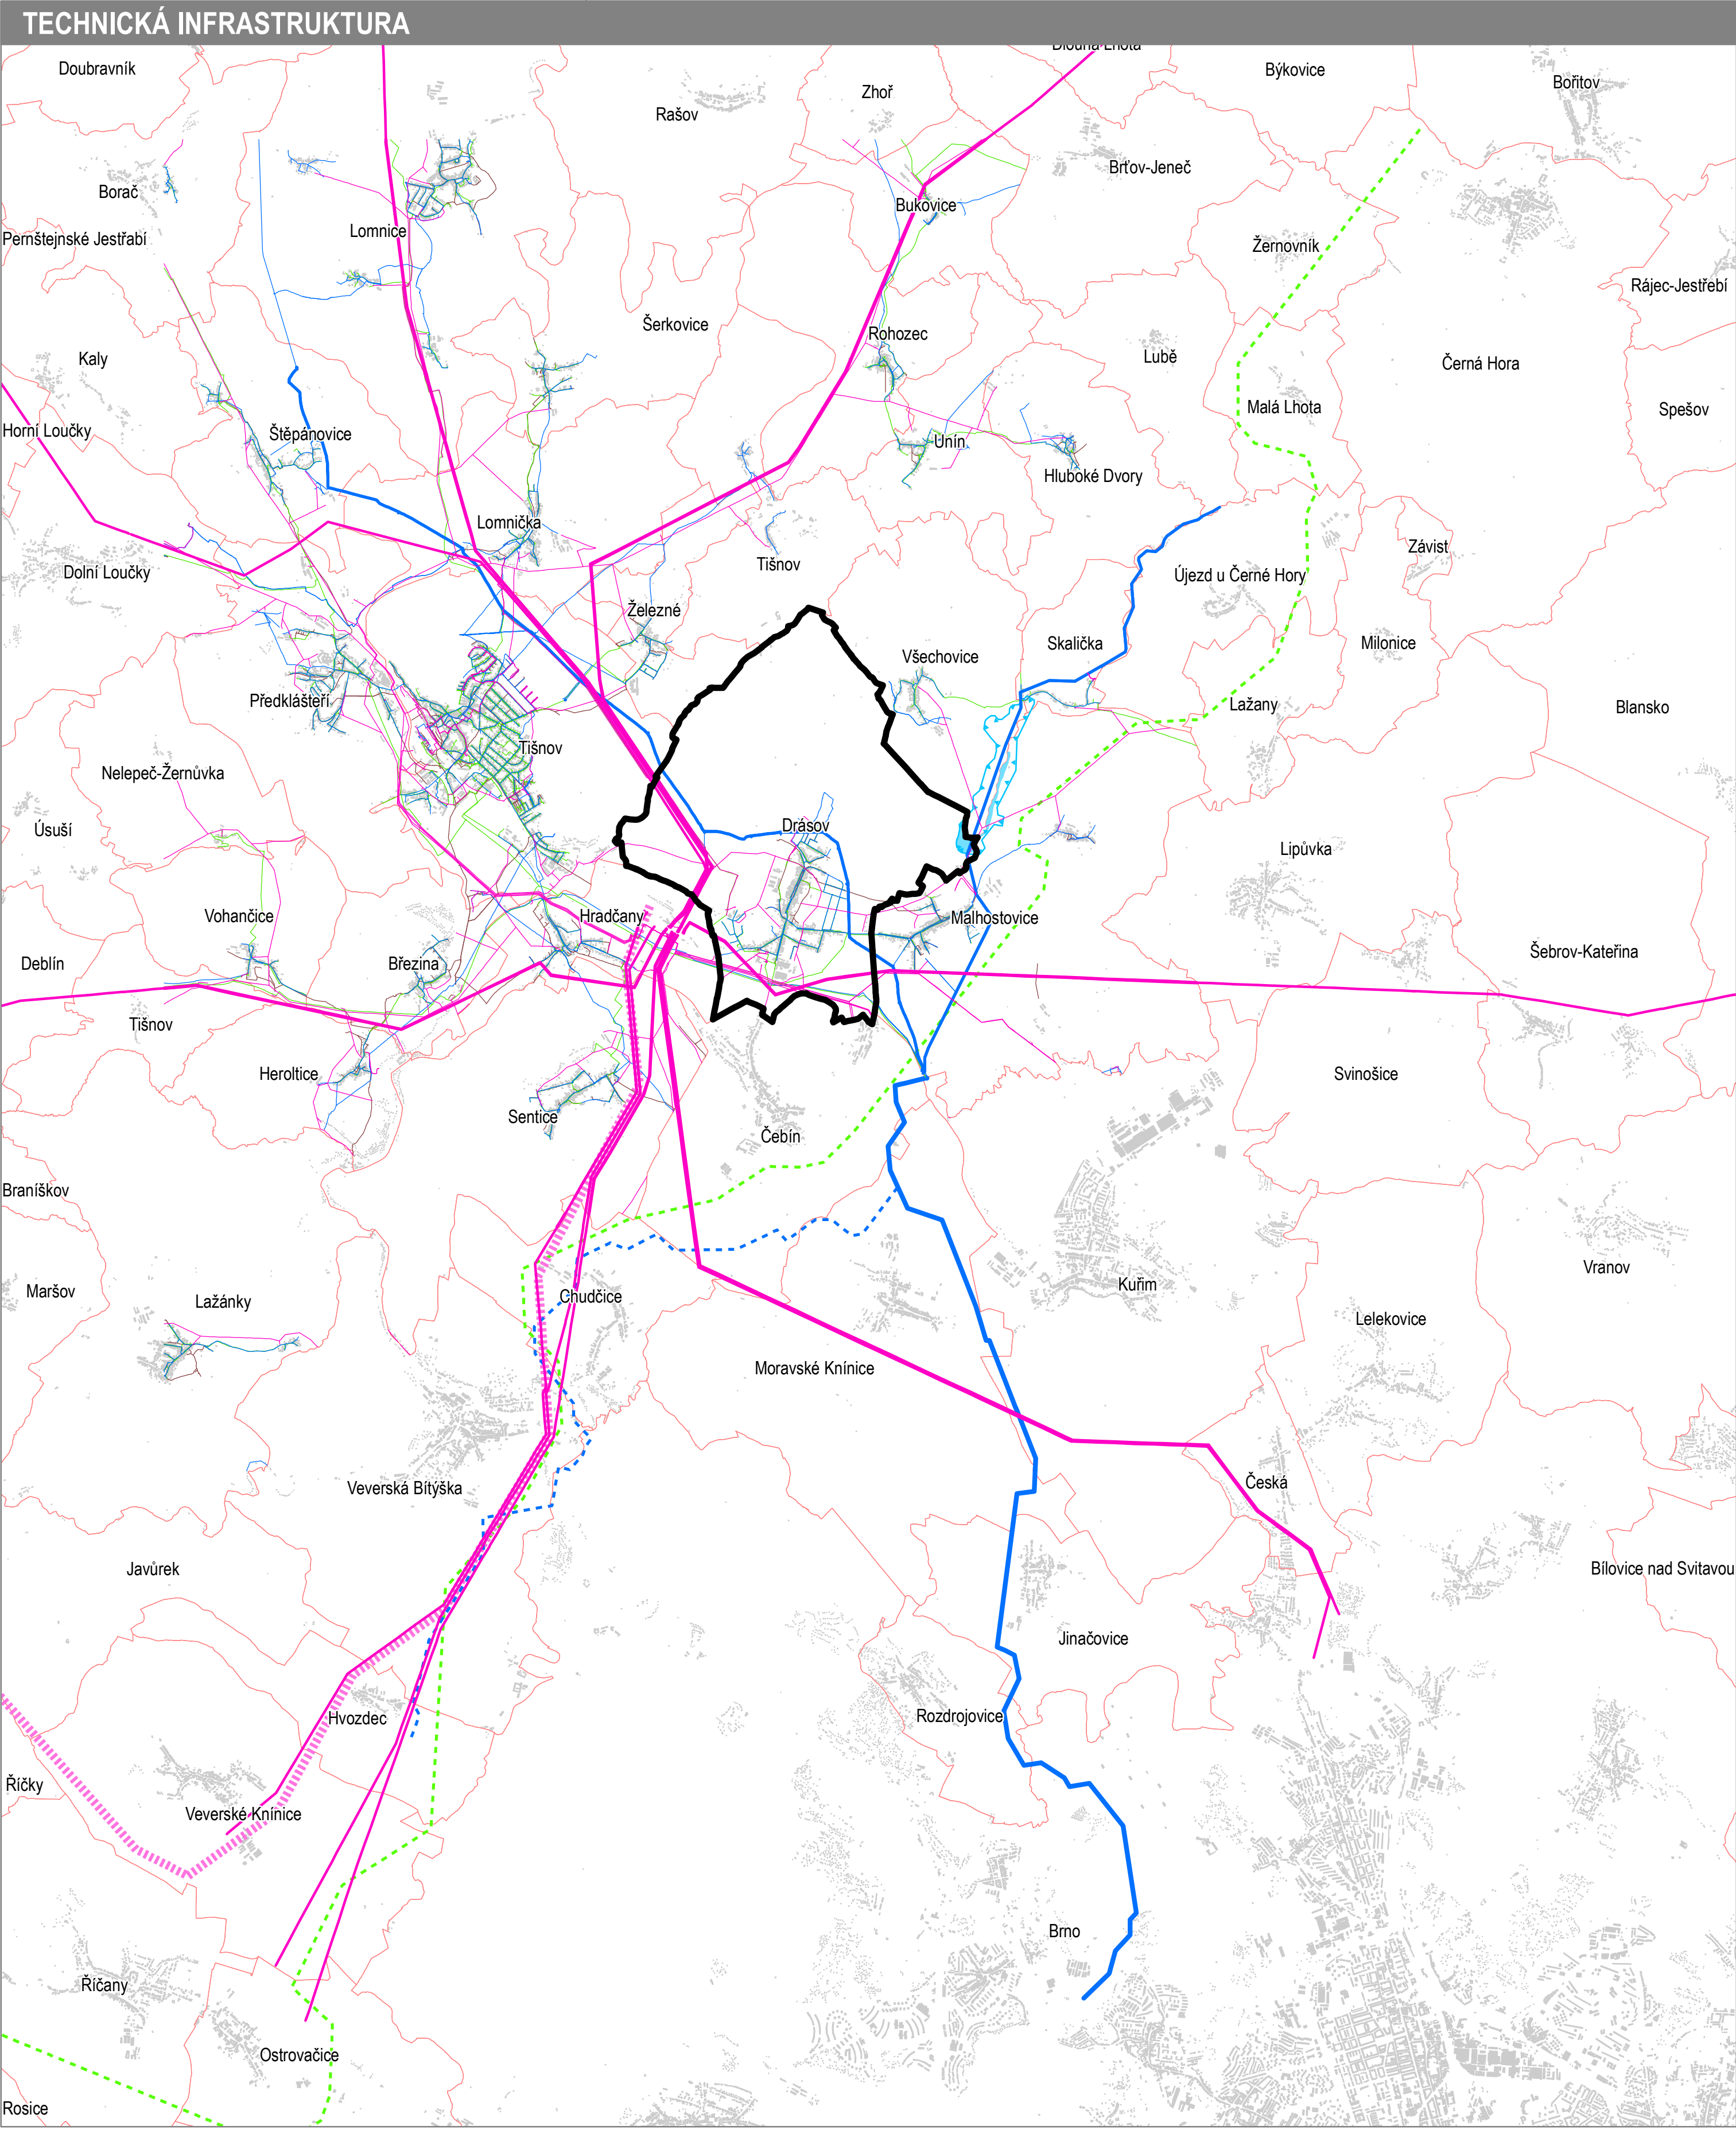 TECHNICKÁ INFRASTRUKTURA
Dlouhá Lhota
Doubravník
Býkovice
Bořitov
Zhoř
Rašov
Brťov-Jeneč
Borač
Bukovice
Lomnice
Pernštejnské Jestřabí
Žernovník
Rájec-Jestřebí
Šerkovice
Rohozec
Kaly
Lubě
Černá Hora
Malá Lhota
Spešov
Horní Loučky
Štěpánovice
Unín
Hluboké Dvory
Lomnička
Závist
Tišnov
Dolní Loučky
Újezd u Černé Hory
Železné
Skalička
Milonice
Všechovice
Předklášteří
Lažany
Blansko
Tišnov
Nelepeč-Žernůvka
Úsuší
Drásov
Lipůvka
Vohančice
Hradčany
Malhostovice
Šebrov-Kateřina
Deblín
Březina
Tišnov
Heroltice
Svinošice
Sentice
Čebín
Braníškov
Vranov
Maršov
Kuřim
Lažánky
Chudčice
Lelekovice
Moravské Knínice
Česká
Veverská Bítýška
Javůrek
Bílovice nad Svitavou
Jinačovice
Hvozdec
Rozdrojovice
Říčky
Veverské Knínice
Brno
Říčany
Ostrovačice
Rosice